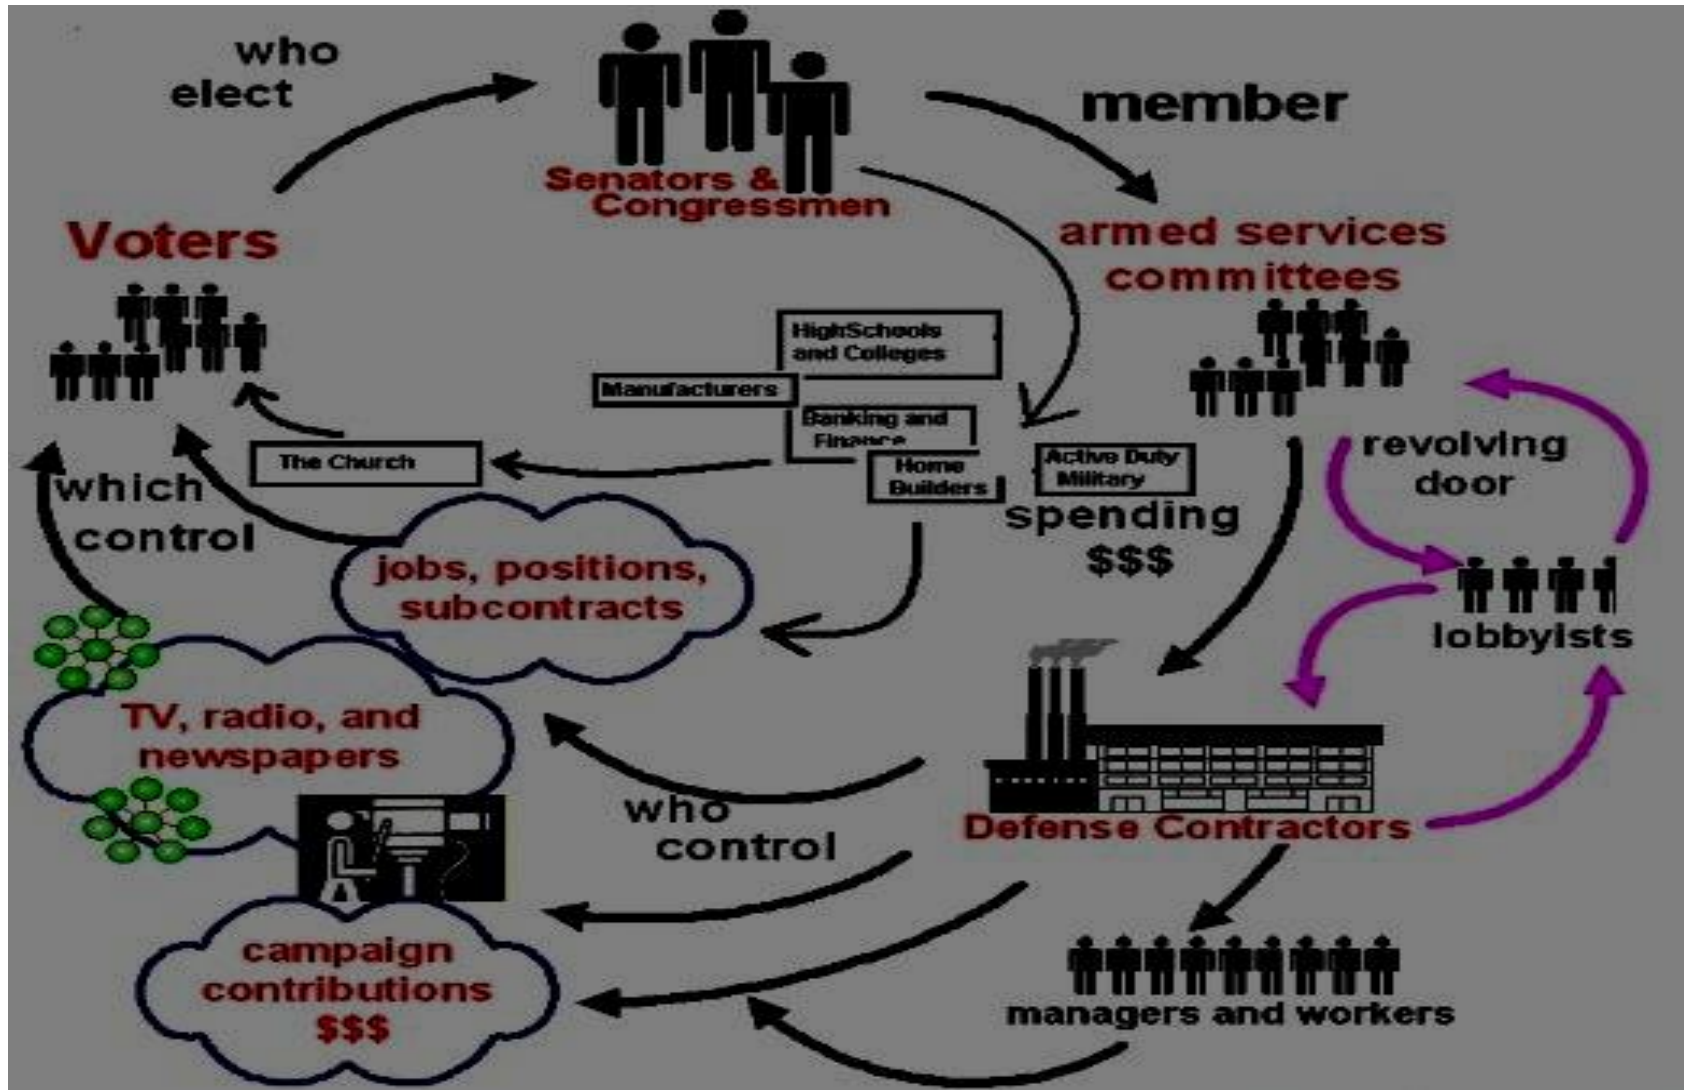 who
elect
member
Senators &
Congressmen
Voters
armed services
committees
HighSchools
and Colleges
Manufacturers
Banking and
Finance
Home
Builders
Active Duty
Military
The Church
which
control
spending
$$$
revolving
door
lobbyists
jobs, positions,
subcontracts
TV, radio, and
newspapers
who
control
Defense Contractors
campaign
contributions
$$$
managers and workers